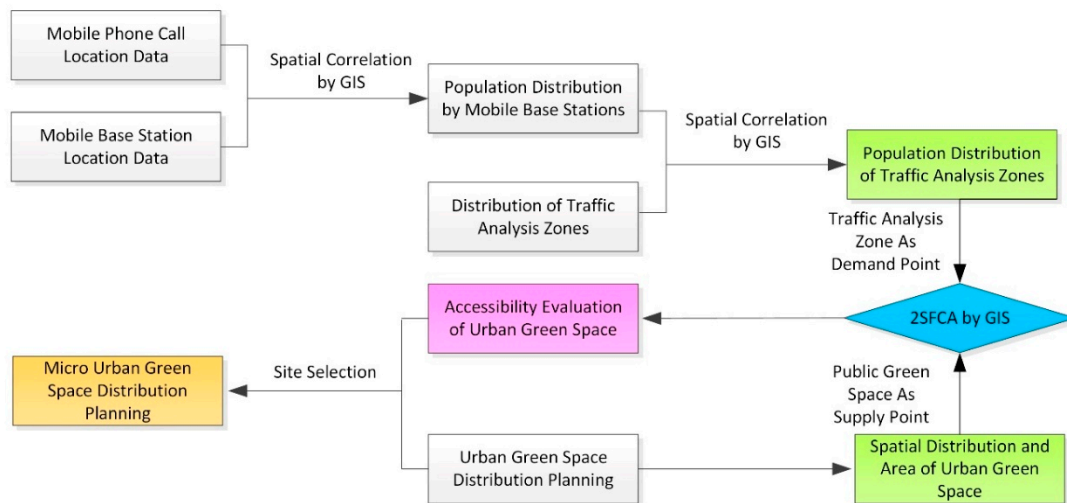 Mobile Phone Call
Location Data
Spatial Correlation
by GIS
Mobile Base Station
Location Data
Population Distribution
by Mobile Base Stations
Spatial Correlation
by GIS
Distribution of Traffic
Analysis Zones
Population Distribution
of Traffic Analysis Zones
Traffic Analysis
Zone As
Demand Point
2SFCA by GIS
Accessibility Evaluation
of Urban Green Space
Public Green
Space As
Supply Point
Micro Urban Green
Space Distribution
Planning
Site Selection
Urban Green Space
Distribution Planning
Spatial Distribution and
Area of Urban Green
Space